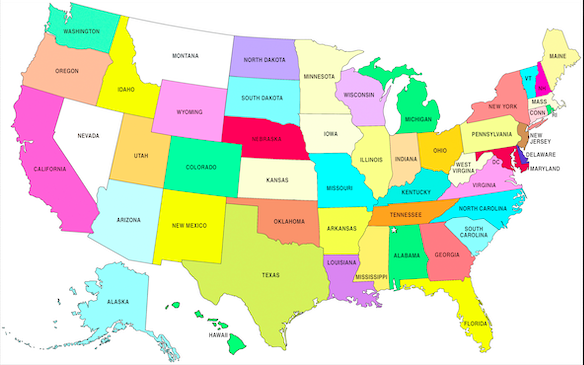 WASHINGTON
OREGON
CALIFORNIA
IDAHO
NEVADA
MONTANA
WYOMING
UTAH
ARIZONA
COLORADO
NEW MEXICO
NORTH DAKOTA
SOUTH DAKOTA
NEBRASKA
KANSAS
OKLAHOMA
TEXAS
MINNESOTA
IOWA
MISSOURI
ARKANSAS
LOUISIANA
WISCONSIN
ILLINOIS
MICHIGAN
INDIANA
OHIO
KENTUCKY
TENNESSEE
MISSISSIPPI
ALABAMA
GEORGIA
FLORIDA
SOUTH
CAROLINA
NORTH CAROLINA
VIRGINIA
WEST
VIRGINIA
DC
MARYLAND
DELAWARE
NEW
JERSEY
PENNSYLVANIA
NEW YORK
CONN
RI
MASS
VT
NH
MAINE
ALASKA
HAWAII